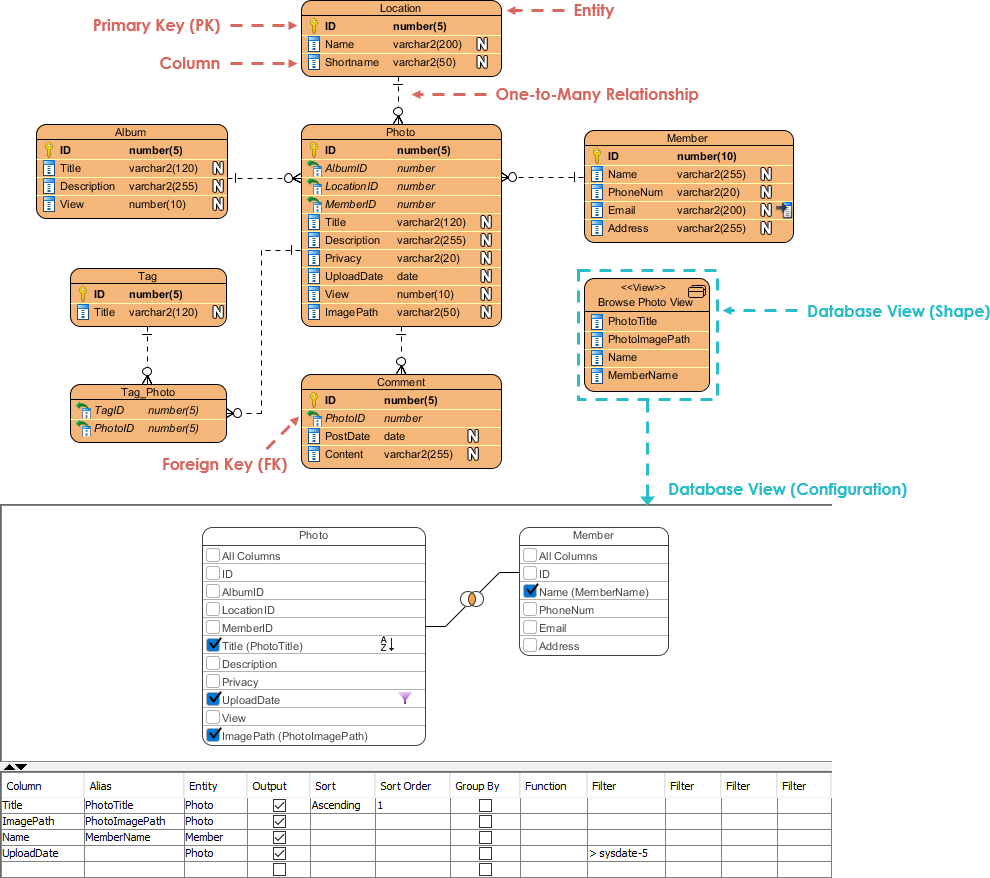 Location
Entity
Primary Key (PK)
ID number(5)
Name varchar2(200) N
Column
Shortname varchar2(50) N
One-to-Many Relationship
Album
ID number(5)
Title varchar2(120) N
Description varchar2(255) N
View number(10) N
Photo
ID number(5)
AlbumID number
LocationID number
MemberID number
Title varchar2(120) N
Description varchar2(255) N
Privacy varchar2(20) N
UploadDate date N
View number(10) N
ImagePath varchar2(50) N
Member
ID number(10)
Name varchar2(255) N
PhoneNum varchar2(20) N
Email varchar2(200) N
Address varchar2(255) N
Tag
ID number(5)
Title varchar2(120) N
<<View>>
Browse Photo View
PhotoTitle
PhotoImagePath
Name
MemberName
Database View (Shape)
Tag_Photo
TagID number(5)
PhotoID number(5)
Comment
ID number(5)
PhotoID number
PostDate date N
Content varchar2(255) N
Foreign Key (FK)
Database View (Configuration)
Photo
All Columns
ID
AlbumID
LocationID
MemberID
Title (PhotoTitle) A Z
Description
Privacy
UploadDate
View
ImagePath (PhotoImagePath)
Member
All Columns
ID
Name (MemberName)
PhoneNum
Email
Address
Column Alias Entity Output Sort Sort Order Group By Function Filter Filter Filter Filter
Title PhotoTitle Photo Ascending 1
ImagePath PhotoImagePath Photo
Name MemberName Member
UploadDate Photo > sysdate-5